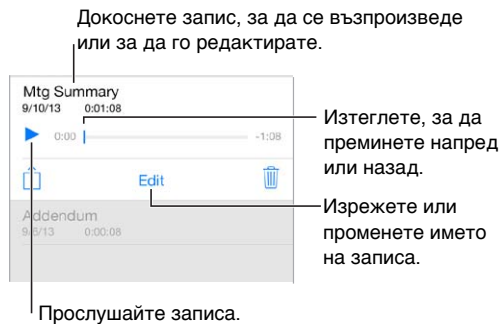 Докоснете запис, за да се възпроизведе
или за да го редактирате.
Mtg Summary
9/10/13 0:01:08
0:00 -1:08
Изтеглете, за да
преминете напред
или назад.
Edit
Изрежете или
променете името
на записа.
Addendum
9/6/13 0:00:08
Прослушайте записа.